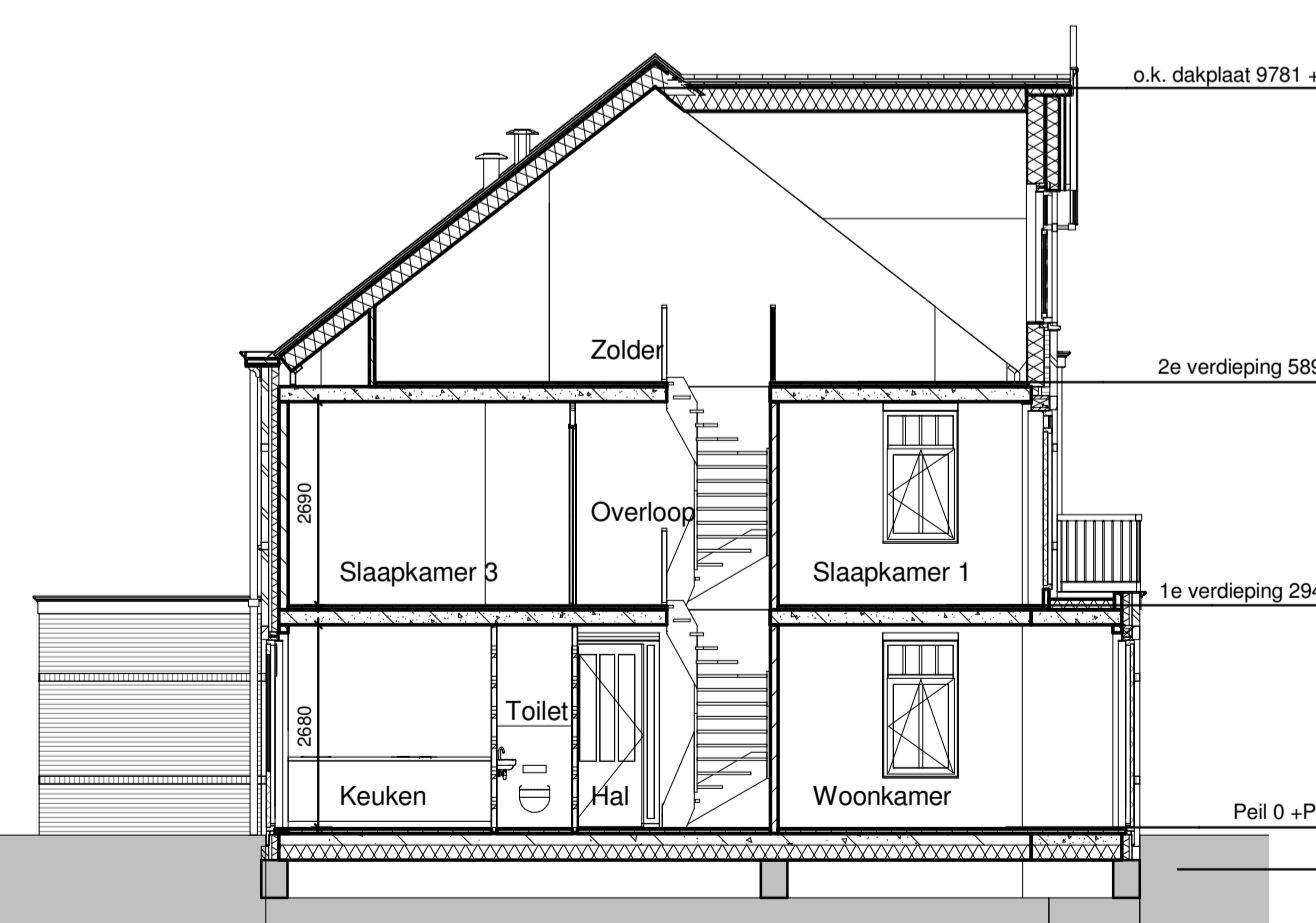 o.k. dakplaat 9781 +
Zolder
2e verdieping 589
2690
Overloop
Slaapkamer 3
Slaapkamer 1
1e verdieping 294
2680
Toilet
Keuken
Hal
Woonkamer
Peil 0 +P